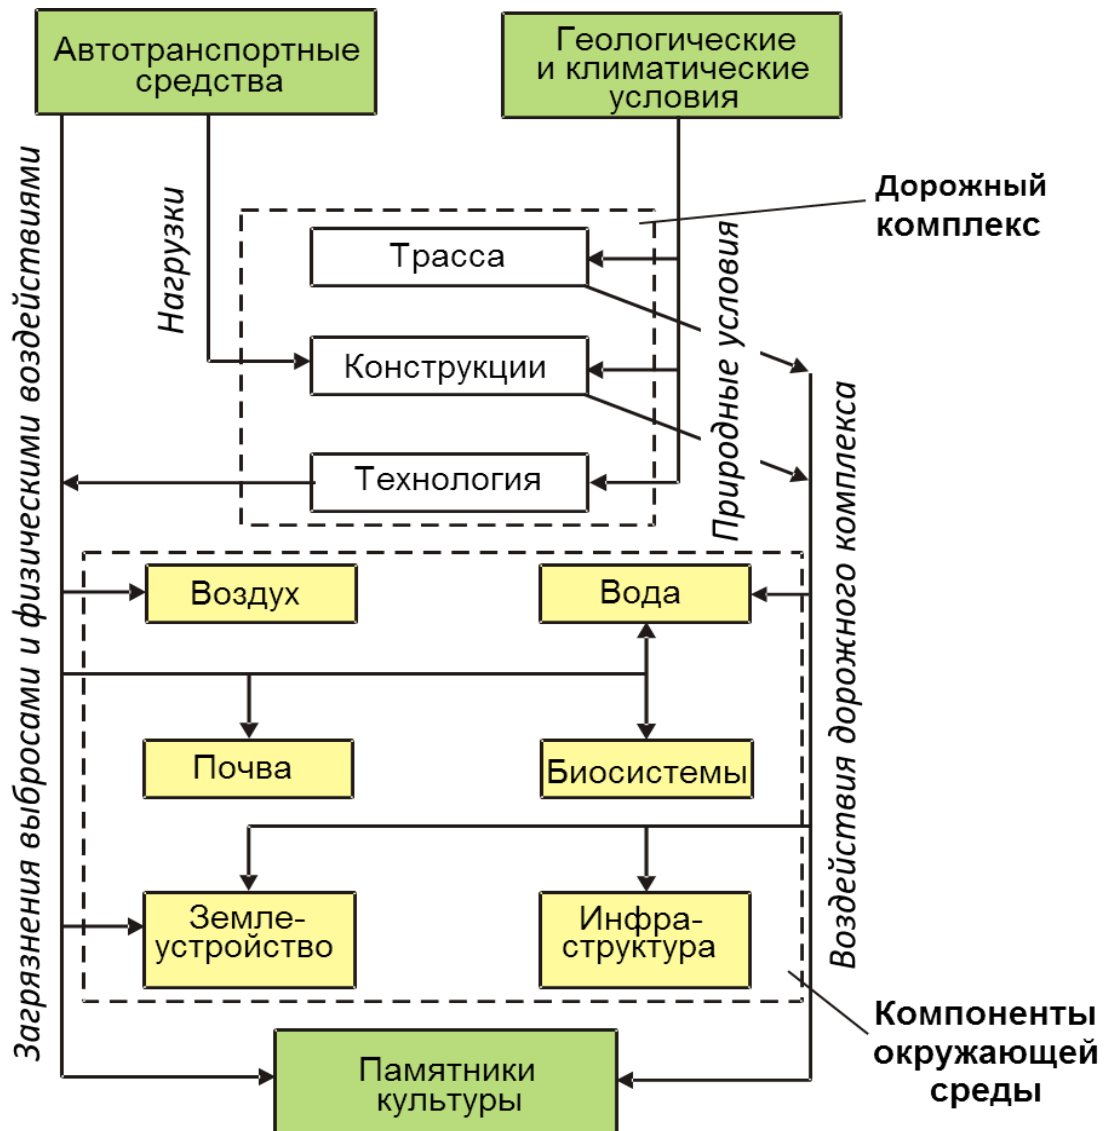 Автотранспортные
средства
Геологические
и климатические
условия
Загрязнения выбросами и физическими воздействиями
Нагрузки
Дорожный
комплекс
Трасса
Природные условия
Конструкции
Воздействия дорожного комплекса
Технология
Воздух
Вода
Почва
Биосистемы
Земле-
устройство
Инфра-
структура
Компоненты
окружающей
среды
Памятники
культуры